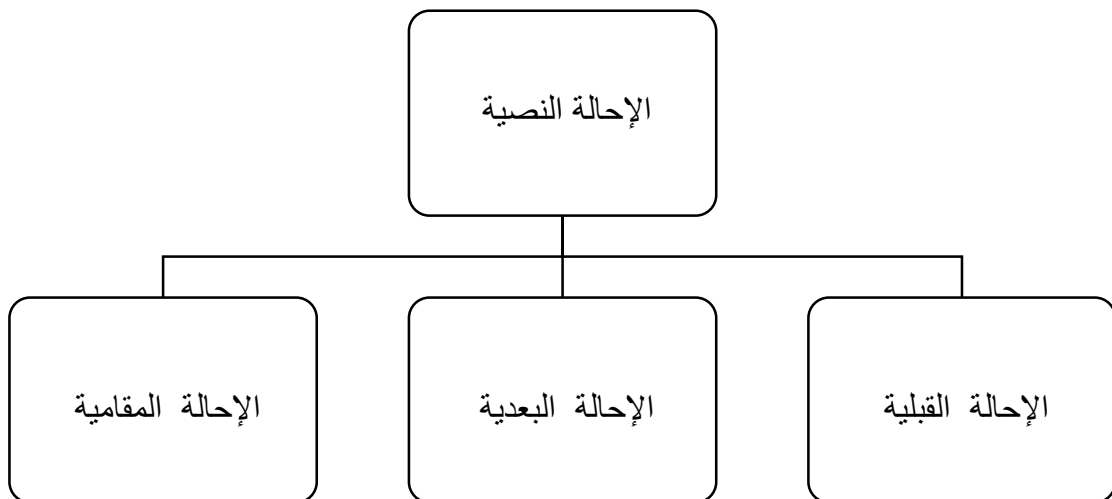 الإحالة النصية
الإحالة القبلية
الإحالة البعدية
الإحالة المقامية